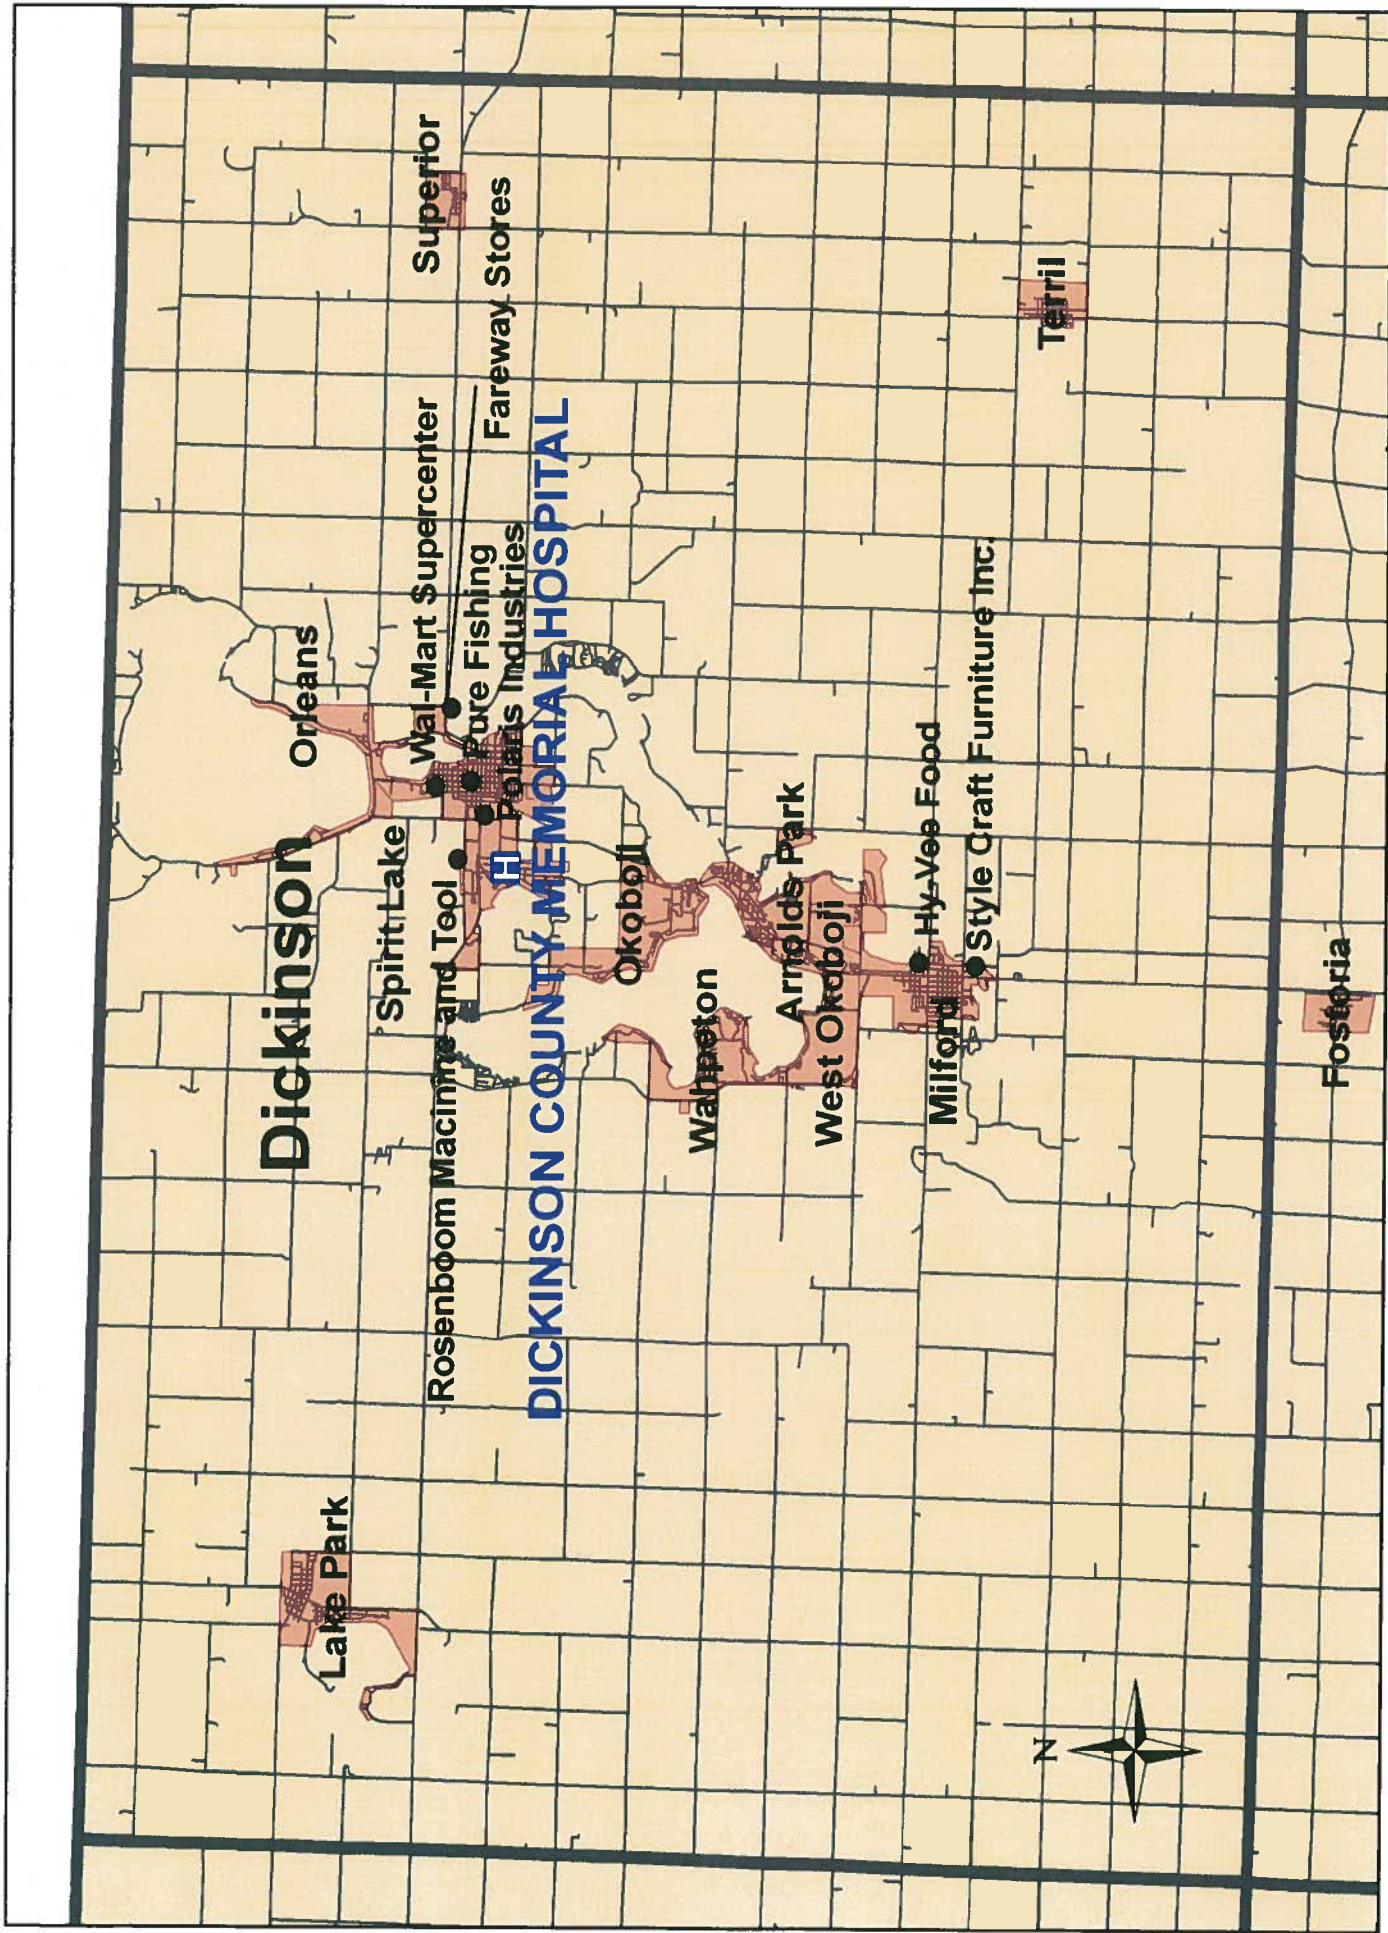 Dickinson
Superior
Orleans
Lake Park
Wal-Mart Supercenter
Spirit Lake
Fareway Stores
Rosenboom Macinine and Tool
Pure Fishing
Polaris Industries
H
DICKINSON COUNTY MEMORIAL HOSPITAL
Okoboji
Wahpeton
Arnolds Park
West Okoboji
Hy-Vee Food
Milford
Style Craft Furniture Inc.
Terril
N
Fostoria